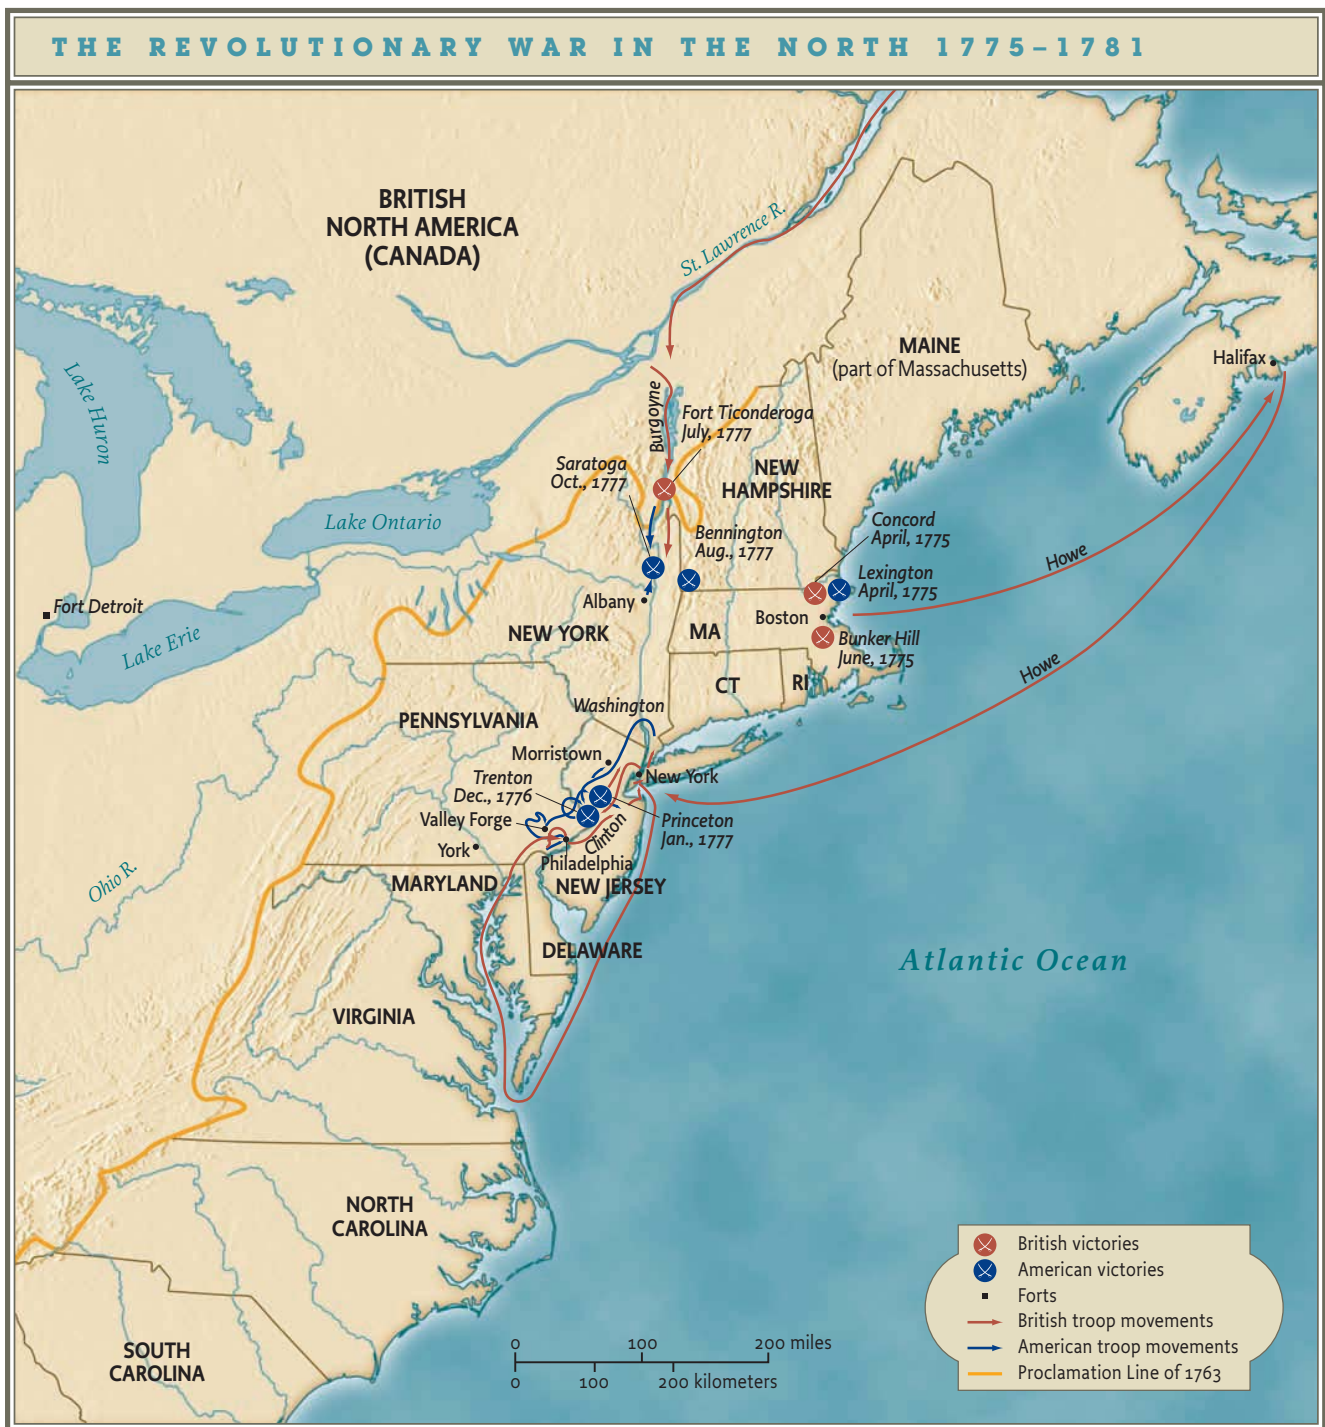 THE REVOLUTIONARY WAR IN THE NORTH 1775–1781
BRITISH
NORTH AMERICA
(CANADA)
St. Lawrence R.
MAINE
(part of Massachusetts)
Halifax
Lake Huron
Burgoyne
Fort Ticonderoga
July, 1777
Saratoga
Oct., 1777
NEW
HAMPSHIRE
Lake Ontario
Bennington
Aug., 1777
Concord
April, 1775
Howe
Lexington
April, 1775
Fort Detroit
Albany
Boston
Lake Erie
NEW YORK
MA
Bunker Hill
June, 1775
Howe
CT
RI
Washington
PENNSYLVANIA
Morristown
New York
Trenton
Dec., 1776
Valley Forge
Princeton
Jan., 1777
Clinton
York
Philadelphia
Ohio R.
MARYLAND
NEW JERSEY
DELAWARE
Atlantic Ocean
VIRGINIA
NORTH
CAROLINA
SOUTH
CAROLINA
0 100 200 miles
0 100 200 kilometers
British victories
American victories
Forts
British troop movements
American troop movements
Proclamation Line of 1763